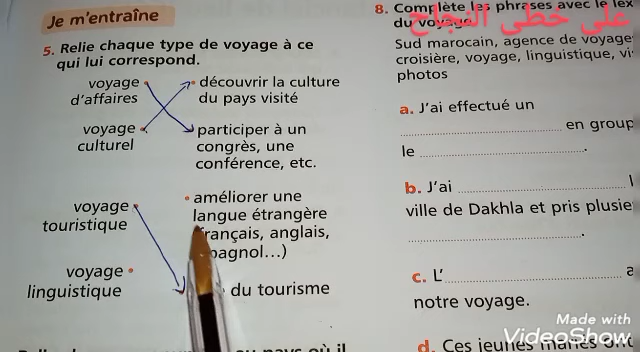 Je m'entraîne
5. Relie chaque type de voyage à ce
qui lui correspond.
voyage
d'affaires
découvrir la culture
du pays visité
voyage
culturel
participer à un
congrès, une
conférence, etc.
voyage
touristique
améliorer une
langue étrangère
français, anglais,
pagnol...)
voyage
linguistique
du tourisme
8. Complète les phrases avec le lex
du voyage
على خطى النجاح
Sud marocain, agence de voyage
croisière, voyage, linguistique, vi
photos
a. J'ai effectué un
en group
le
b. J'ai
ville de Dakhla et pris plusie
c. L'
a
notre voyage.
d. Ces jeunes mariés ont
Made with
VideoShow